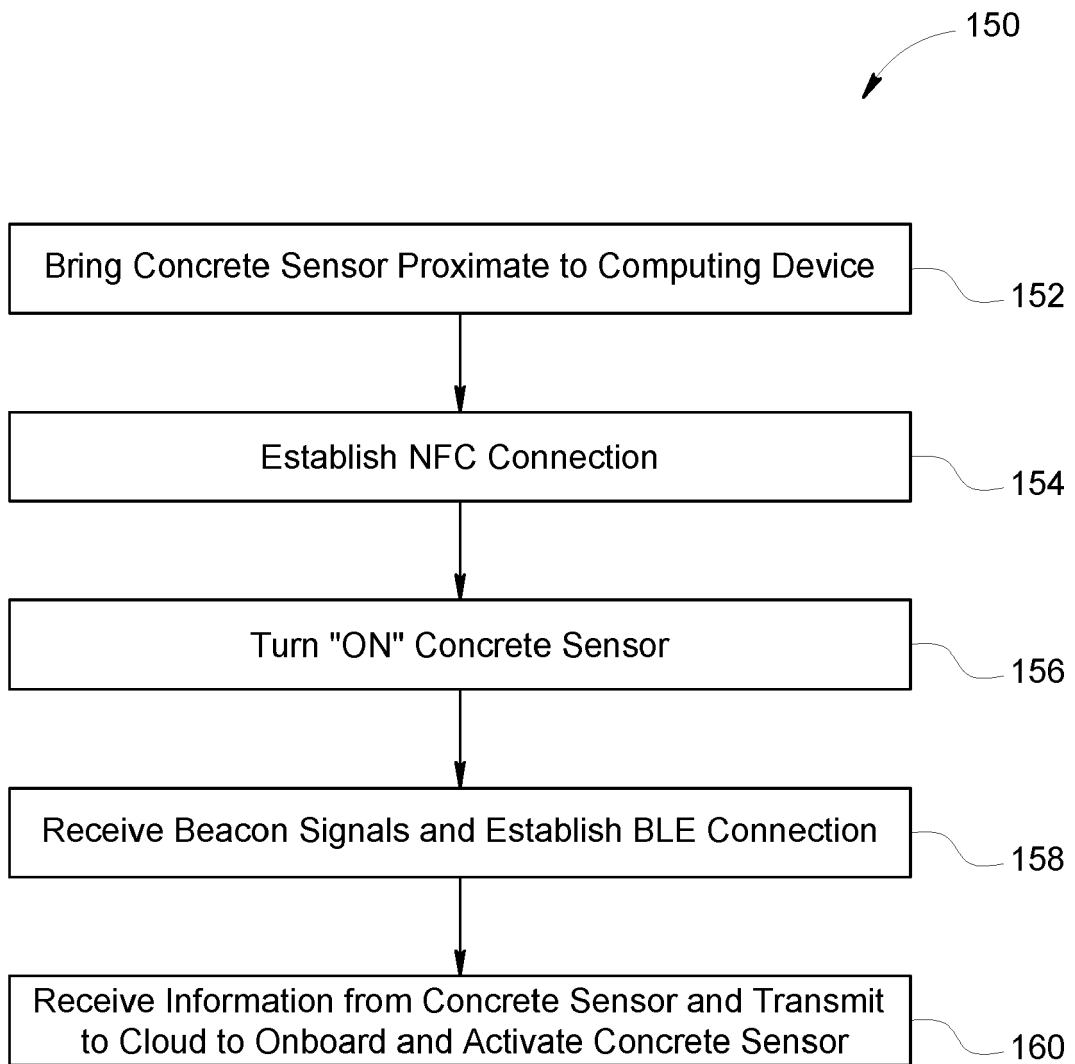 150
Bring Concrete Sensor Proximate to Computing Device
152
Establish NFC Connection
154
Turn "ON" Concrete Sensor
156
Receive Beacon Signals and Establish BLE Connection
158
Receive Information from Concrete Sensor and Transmit
to Cloud to Onboard and Activate Concrete Sensor
160